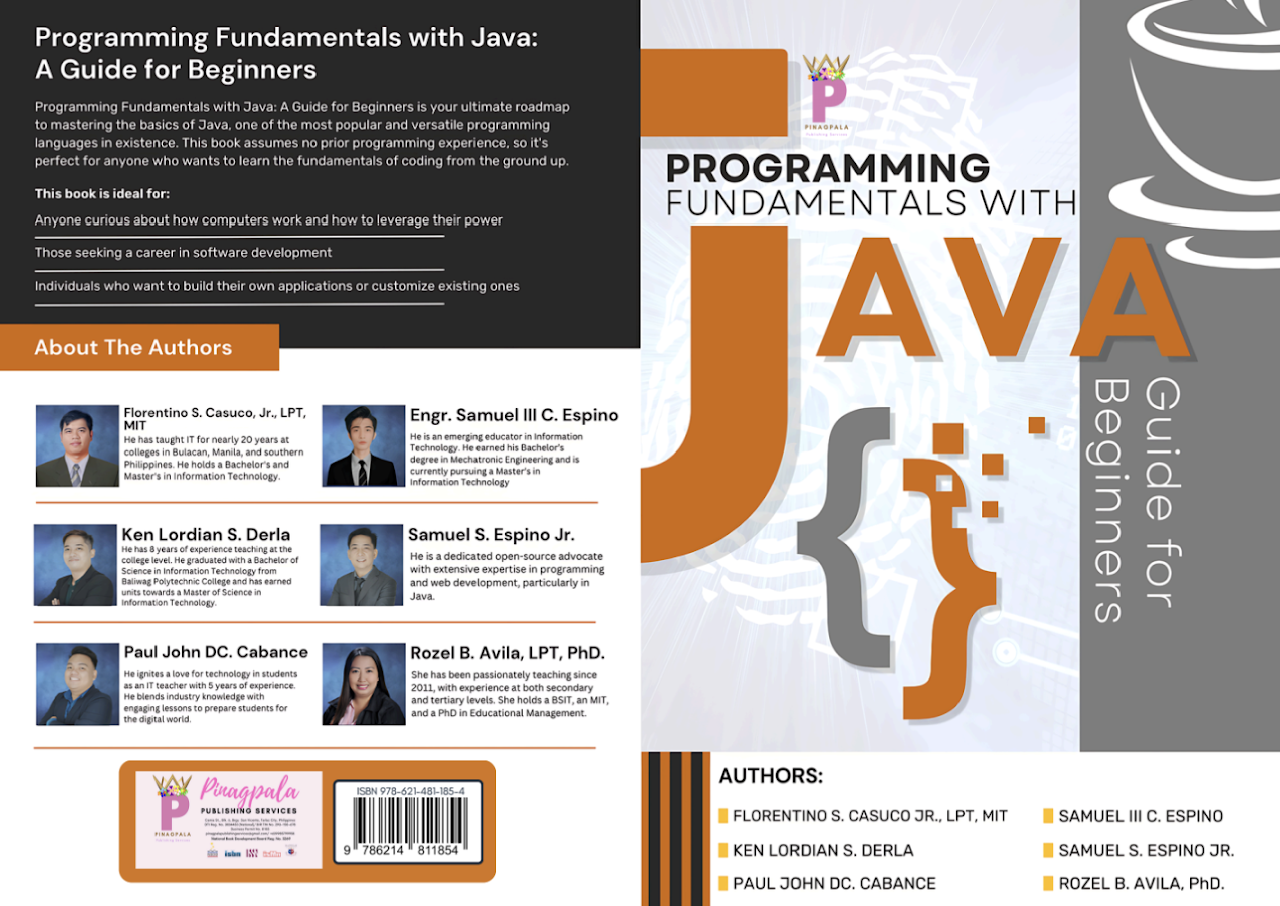 Programming Fundamentals with Java:
A Guide for Beginners
Programming Fundamentals with Java: A Guide for Beginners is your ultimate roadmap
to mastering the basics of Java, one of the most popular and versatile programming
languages in existence. This book assumes no prior programming experience, so it's
perfect for anyone who wants to learn the fundamentals of coding from the ground up.
This book is ideal for:
Anyone curious about how computers work and how to leverage their power
Those seeking a career in software development
Individuals who want to build their own applications or customize existing ones
About The Authors
Florentino S. Casuco, Jr., LPT,
MIT
He has taught IT for nearly 20 years at
colleges in Bulacan, Manila, and southern
Philippines. He holds a Bachelor's and
Master's in Information Technology.
Engr. Samuel III C. Espino
He is an emerging educator in Information
Technology. He earned his Bachelor's
degree in Mechatronic Engineering and is
currently pursuing a Master's in
Information Technology
Ken Lordian S. Derla
He has 8 years of experience teaching at the
college level. He graduated with a Bachelor of
Science in Information Technology from
Baliwag Polytechnic College and has earned
units towards a Master of Science in
Information Technology.
Samuel S. Espino Jr.
He is a dedicated open-source advocate
with extensive expertise in programming
and web development, particularly in
Java.
Paul John DC. Cabance
He ignites a love for technology in students
as an IT teacher with 5 years of experience.
He blends industry knowledge with
engaging lessons to prepare students for
the digital world.
Rozel B. Avila, LPT, PhD.
She has been passionately teaching since
2011, with experience at both secondary
and tertiary levels. She holds a BSIT, an MIT,
and a PhD in Educational Management.
P
PINAGPALA
Pinagpala
PUBLISHING SERVICES
ISBN 978-621-481-185-4
9 786214 811854
P
PINAGPALA
Publishing Services
PROGRAMMING
FUNDAMENTALS WITH
JAVA
Guide for
Beginners
{}
AUTHORS:
FLORENTINO S. CASUCO JR., LPT, MIT
KEN LORDIAN S. DERLA
PAUL JOHN DC. CABANCE
SAMUEL III C. ESPINO
SAMUEL S. ESPINO JR.
ROZEL B. AVILA, PhD.